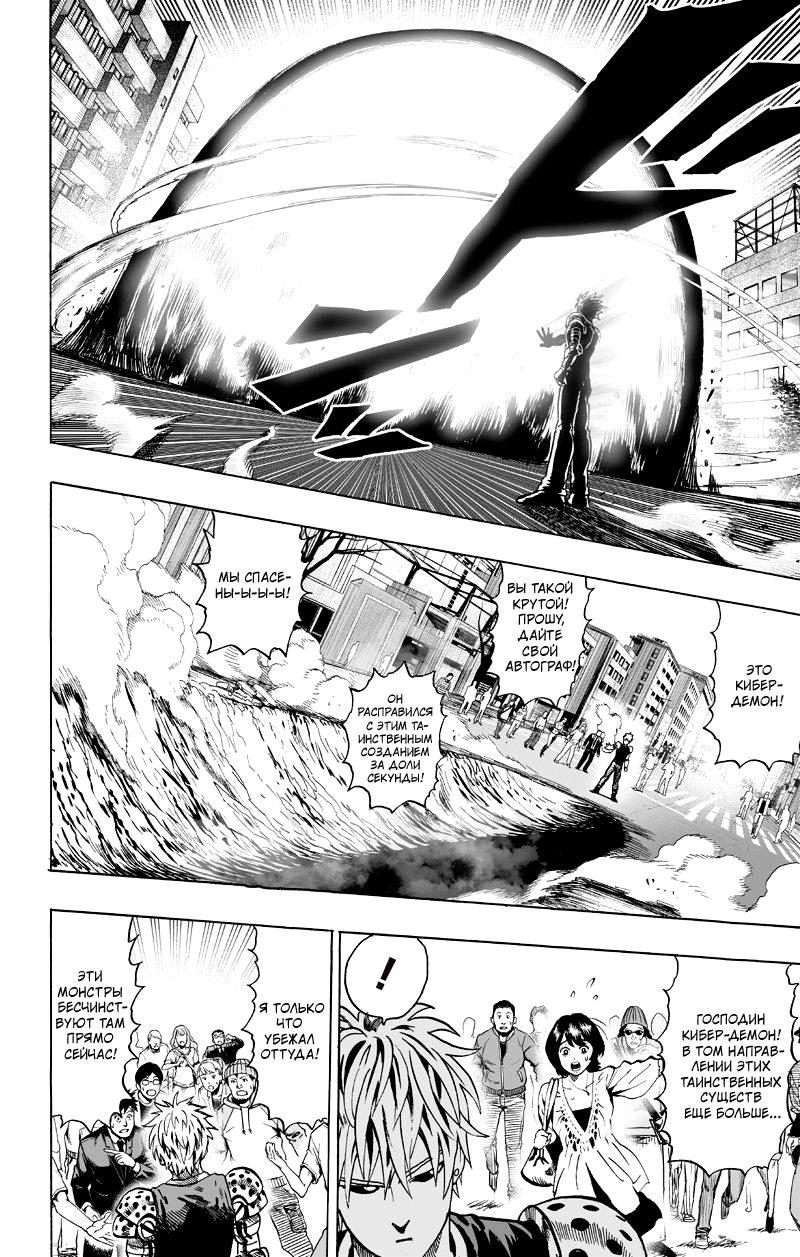 ЭТО
КИБЕР-
ДЕМОН!
ВЫ ТАКОЙ
КРУТОЙ!
ПРОШУ,
ДАЙТЕ
СВОЙ
АВТОГРАФ!
ОН
РАСПРАВИЛСЯ
С ЭТИМ ТА-
ИНСТВЕННЫМ
СОЗДАНИЕМ
ЗА ДОЛИ
СЕКУНДЫ!
МЫ СПАСЕ-
НЫ-Ы-Ы-Ы!
ГОСПОДИН
КИБЕР-ДЕМОН!
В ТОМ НАПРАВ-
ЛЕНИИ ЭТИХ
ТАИНСТВЕННЫХ
СУЩЕСТВ
ЕЩЕ БОЛЬШЕ...
!
Я ТОЛЬКО
ЧТО
УБЕЖАЛ
ОТТУДА!
ЭТИ
МОНСТРЫ
БЕСЧИНСТ-
ВУЮТ ТАМ
ПРЯМО
СЕЙЧАС!